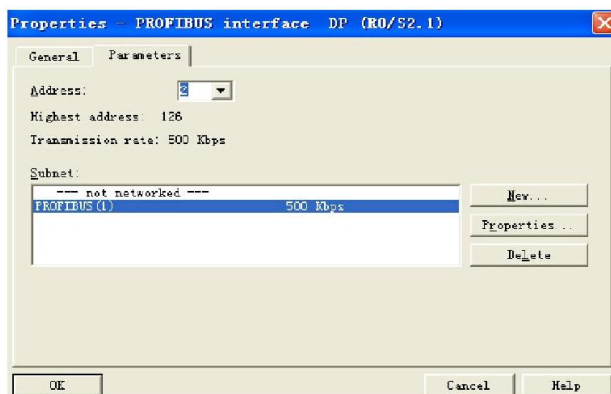 Properties - PROFIBUS interface DP (R0/S2.1)
General Parameters
Address: 2
Highest address: 126
Transmission rate: 500 Kbps
Subnet:
--- not networked ---
PROFIBUS(1) 500 Kbps
New...
Properties...
Delete
OK Cancel Help